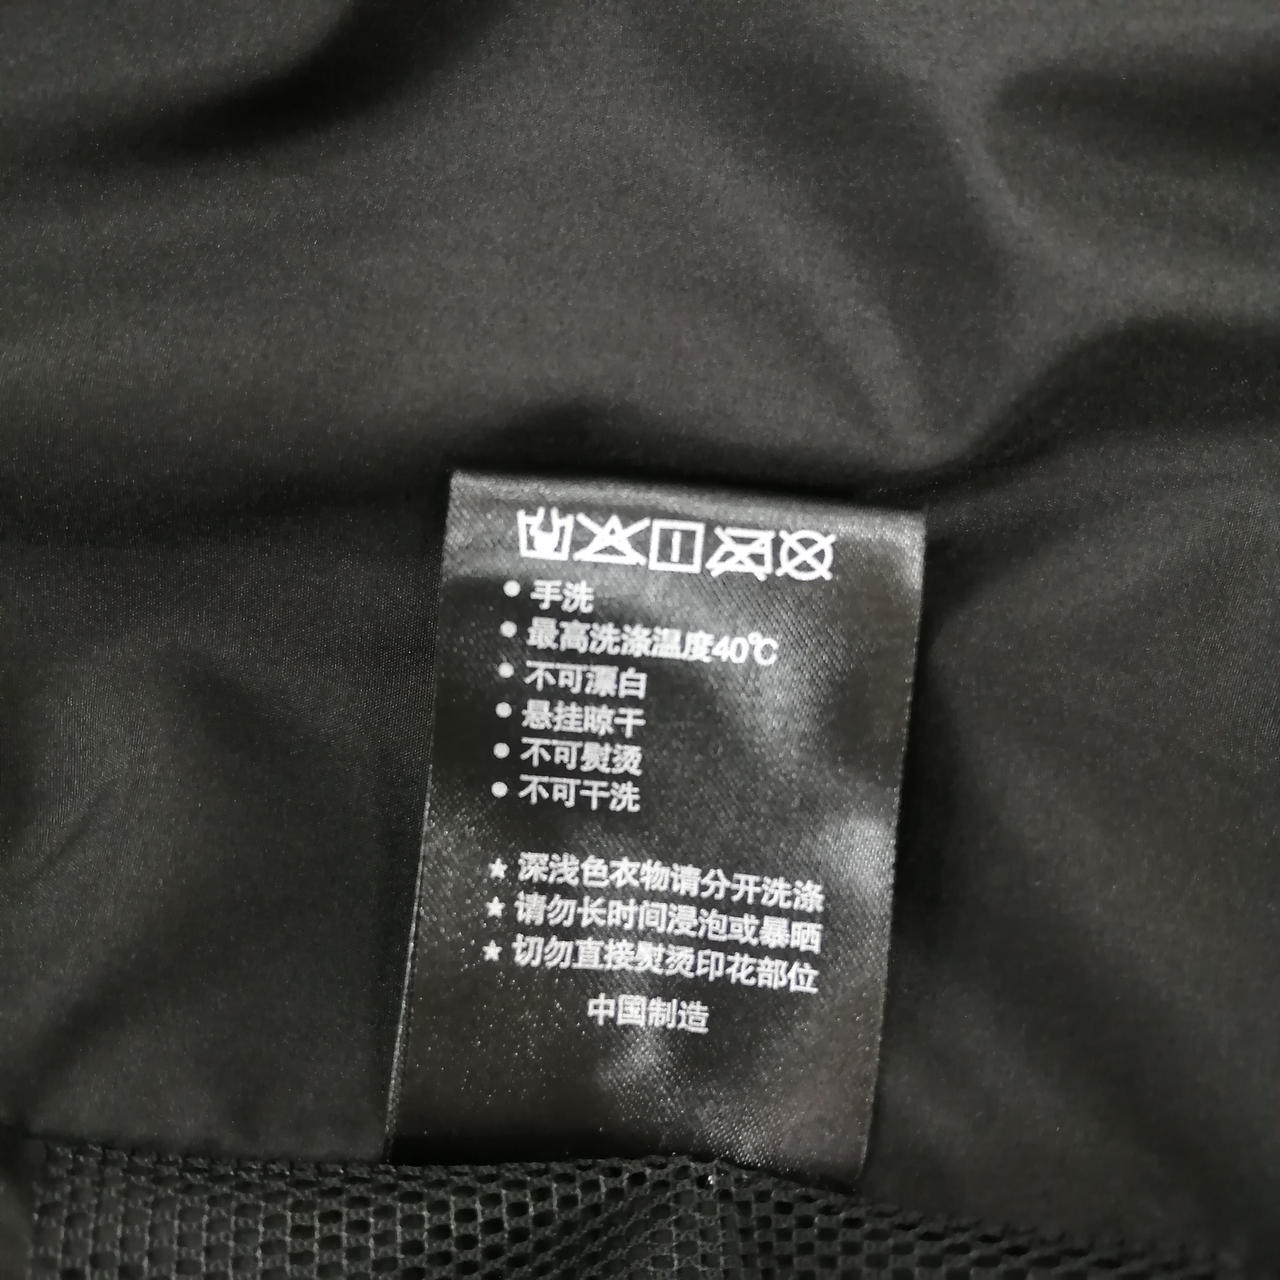 ● 手洗
● 最高洗涤温度40℃
● 不可漂白
● 悬挂晾干
● 不可熨烫
● 不可干洗
★ 深浅色衣物请分开洗涤
★ 请勿长时间浸泡或暴晒
★ 切勿直接熨烫印花部位
中国制造